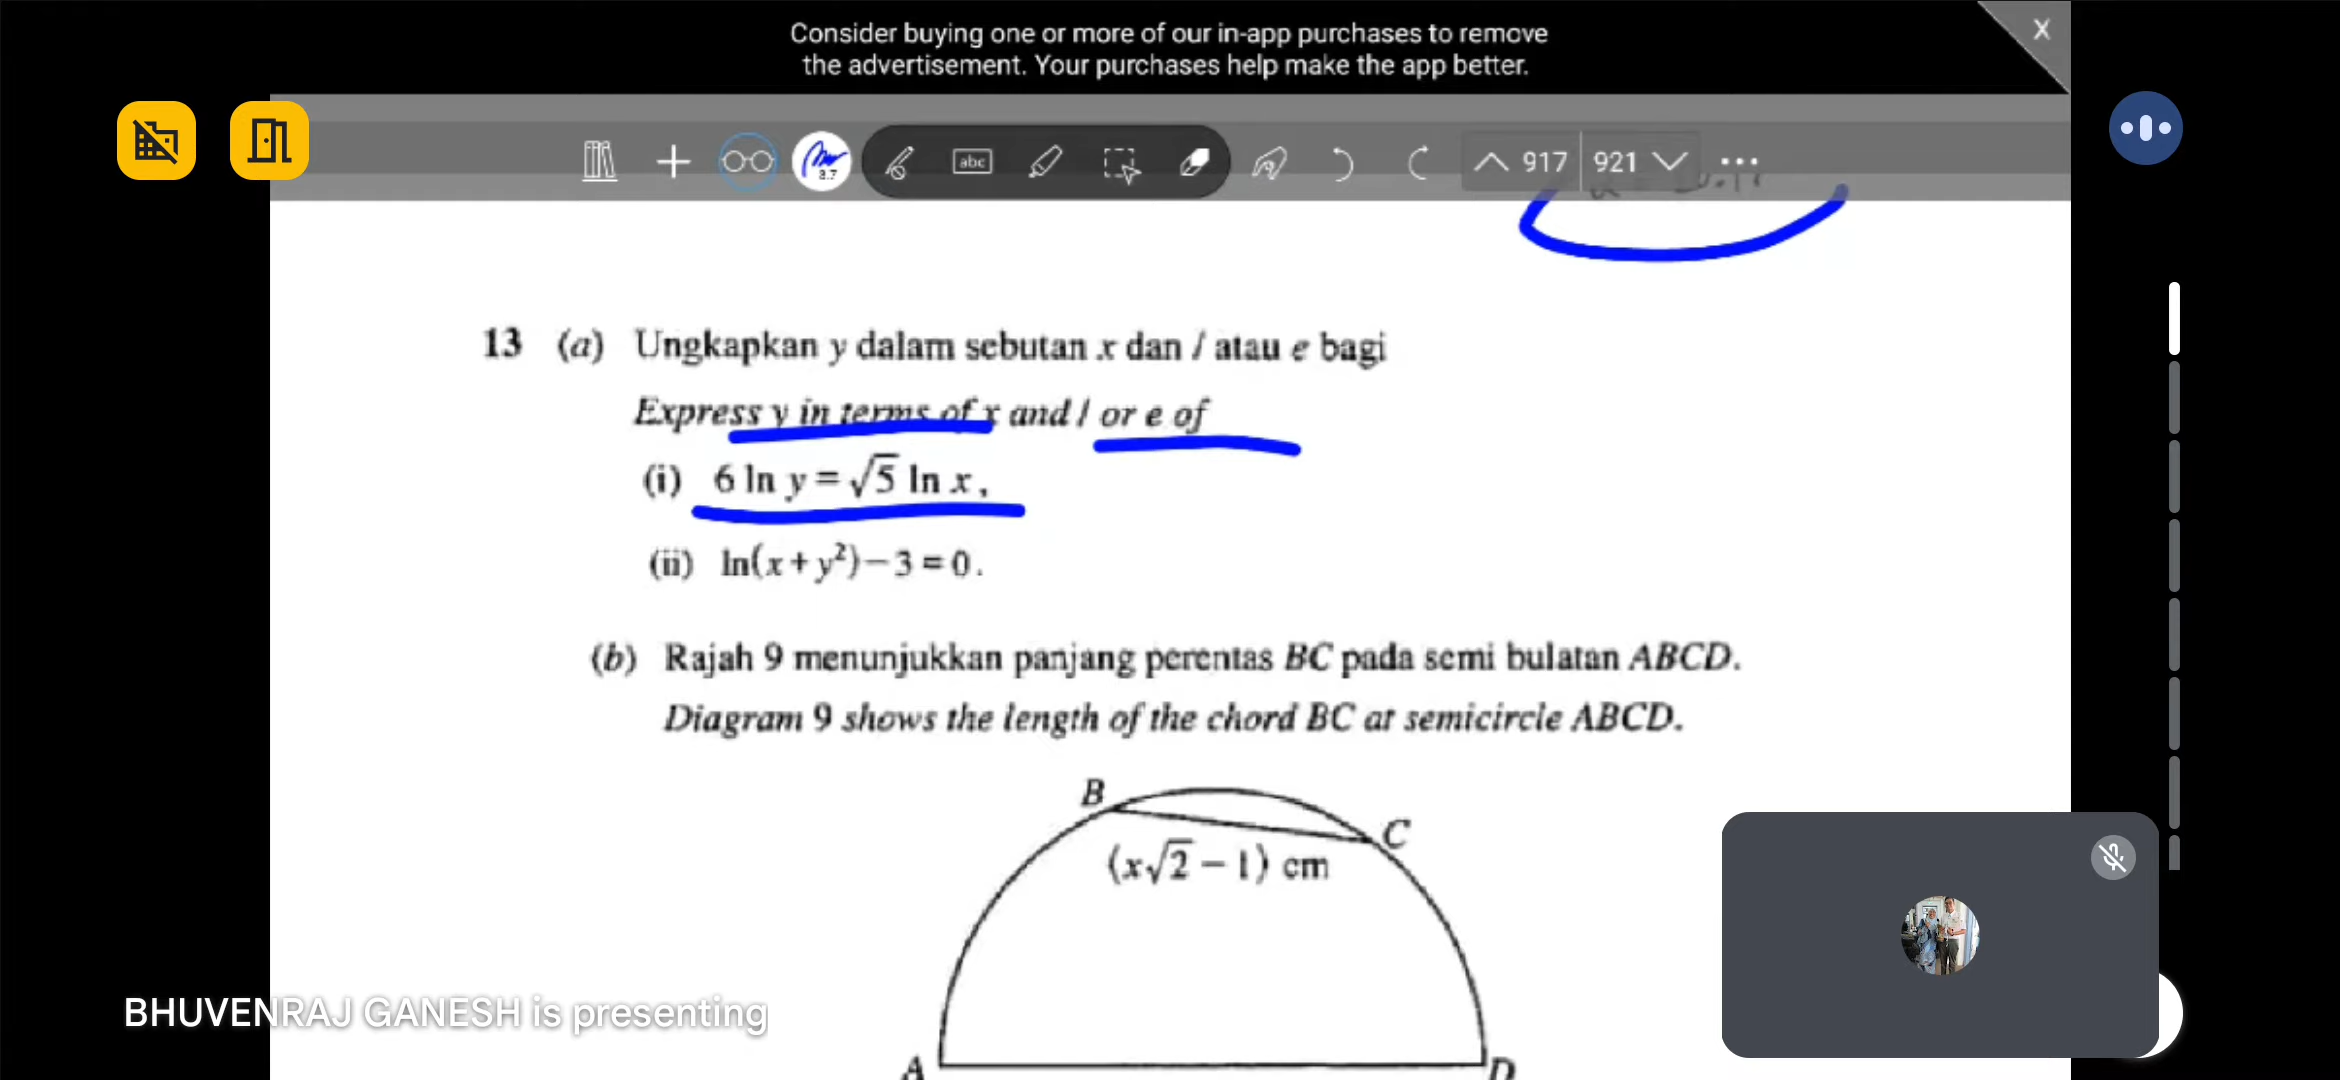 Consider buying one or more of our in-app purchases to remove
the advertisement. Your purchases help make the app better.
X
abc
3.7
917
921
13 (a) Ungkapkan y dalam sebutan x dan / atau e bagi
Express y in terms of x and / or e of
(i) 6 ln y = √5 ln x,
(ii) ln(x + y²) − 3 = 0.
(b) Rajah 9 menunjukkan panjang perentas BC pada semi bulatan ABCD.
Diagram 9 shows the length of the chord BC at semicircle ABCD.
B
C
(x√2 − 1) cm
BHUVENRAJ GANESH is presenting
A
D